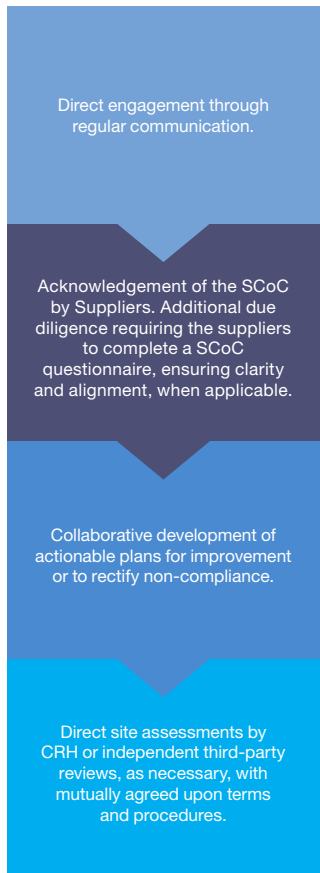 Direct engagement through
regular communication.
Acknowledgement of the SCoC
by Suppliers. Additional due
diligence requiring the suppliers
to complete a SCoC
questionnaire, ensuring clarity
and alignment, when applicable.
Collaborative development of
actionable plans for improvement
or to rectify non-compliance.
Direct site assessments by
CRH or independent third-party
reviews, as necessary, with
mutually agreed upon terms
and procedures.